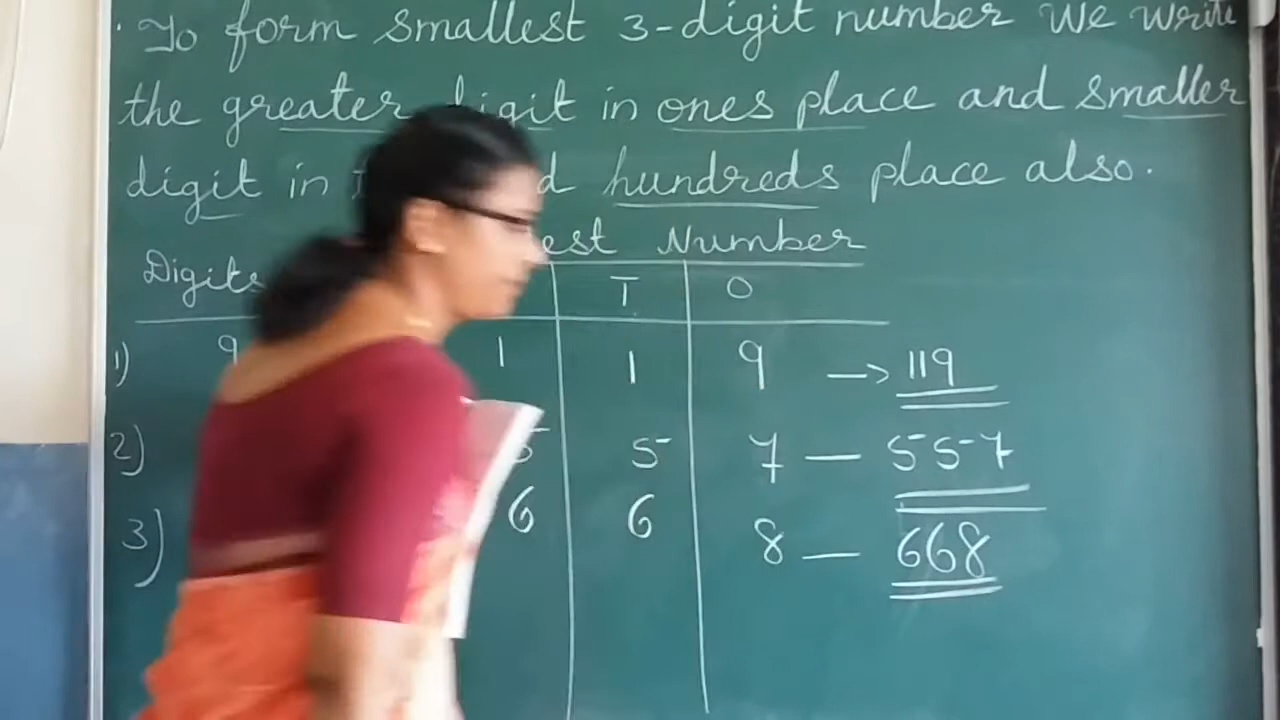 To form smallest 3-digit number We write
the greater digit in ones place and smaller
digit in hundreds place also.
Number
Digits T O
1) 9 1 1 9 → 119
2) 5 5 7 — 557
3) 6 6 8 — 668